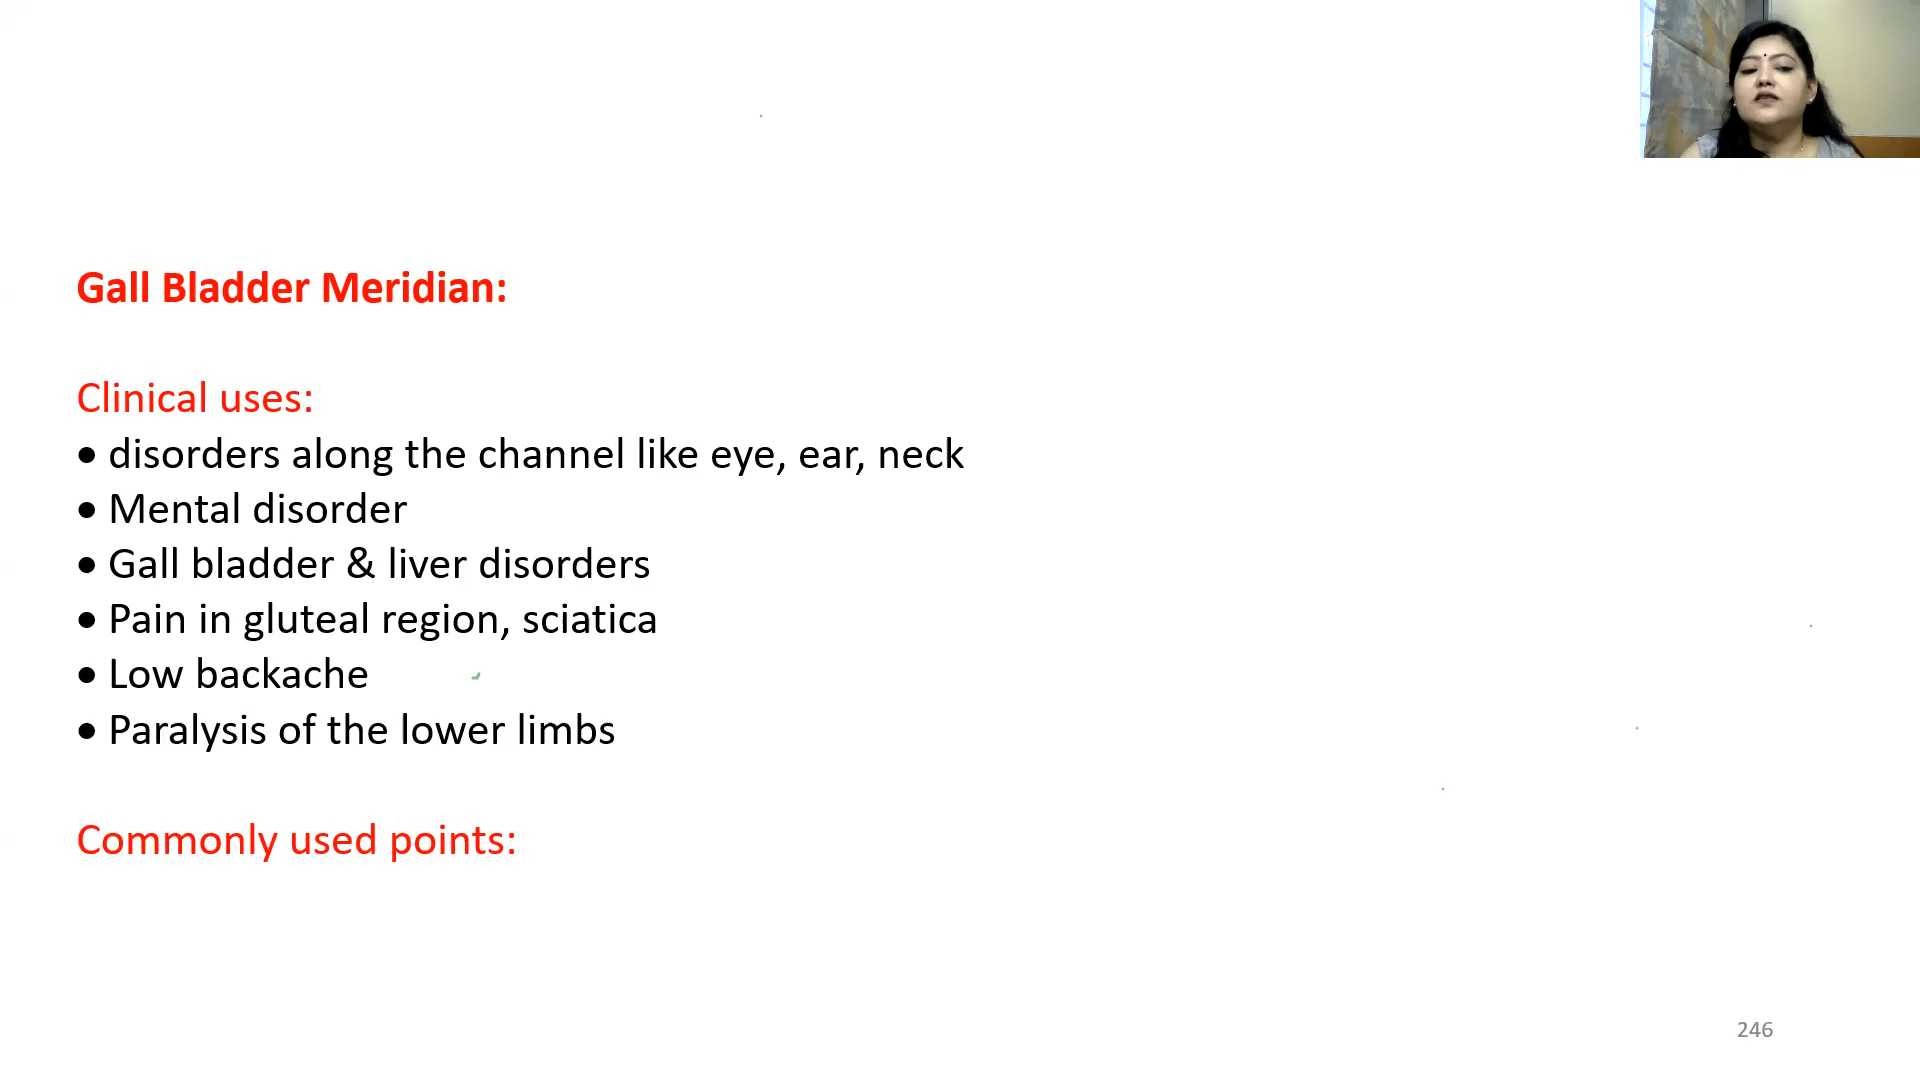 Gall Bladder Meridian:
Clinical uses:
• disorders along the channel like eye, ear, neck
• Mental disorder
• Gall bladder & liver disorders
• Pain in gluteal region, sciatica
• Low backache
• Paralysis of the lower limbs
Commonly used points:
246